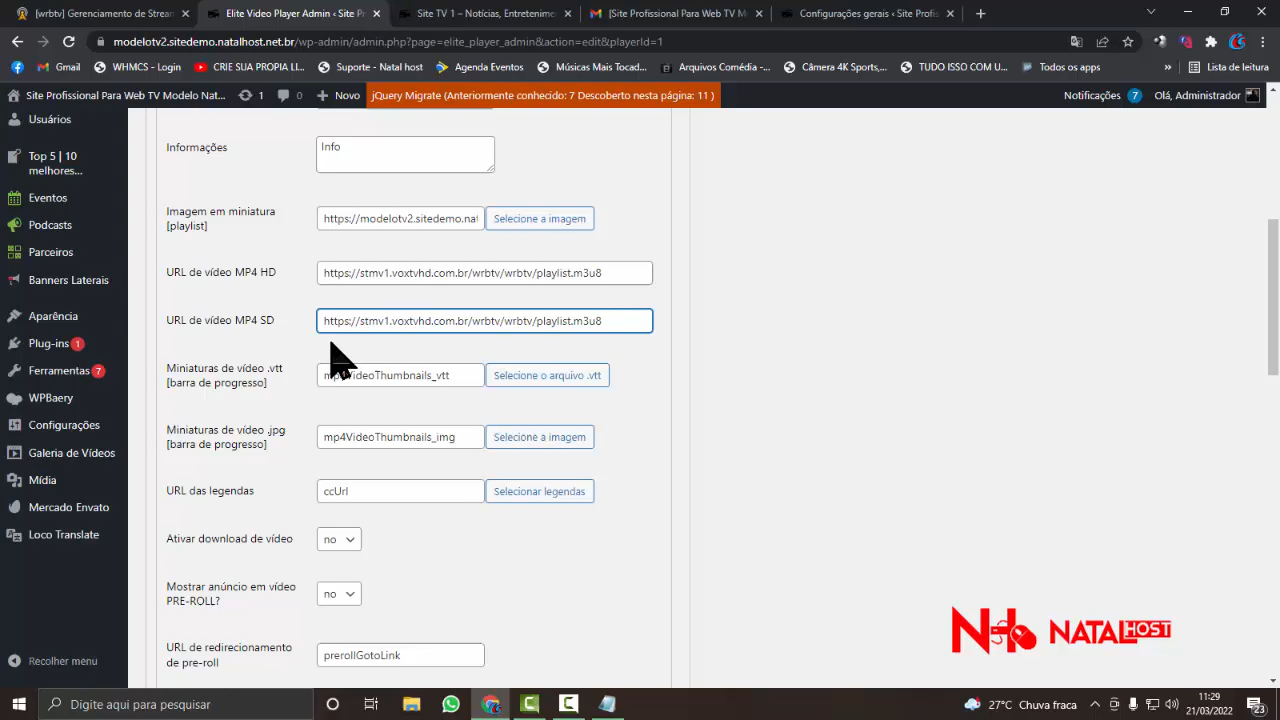 [wrbtv] Gerenciamento de Stream
Elite Video Player Admin ‹ Site Pr
Site TV 1 – Notícias, Entretenimen
[Site Profissional Para Web TV M
Configurações gerais ‹ Site Profis
modelotv2.sitedemo.natalhost.net.br/wp-admin/admin.php?page=elite_player_admin&action=edit&playerId=1
Gmail
WHMCS - Login
CRIE SUA PROPIA LI...
Suporte - Natal host
Agenda Eventos
Músicas Mais Tocad...
Arquivos Comédia -...
Câmera 4K Sport,...
TUDO ISSO COM U...
Todos os apps
»
Lista de leitura
Site Profissional Para Web TV Modelo Nat...
1
0
Novo
jQuery Migrate (Anteriormente conhecido: 7 Descoberto nesta página: 11 )
Notificações 7
Olá, Administrador
Usuários
Top 5 | 10
melhores...
Eventos
Podcasts
Parceiros
Banners Laterais
Aparência
Plug-ins 1
Ferramentas 7
WPBaery
Configurações
Galeria de Vídeos
Mídia
Mercado Envato
Loco Translate
Recolher menu
Informações
Info
Imagem em miniatura
[playlist]
https://modelotv2.sitedemo.nat
Selecione a imagem
URL de vídeo MP4 HD
https://stmv1.voxtvhd.com.br/wrbtv/wrbtv/playlist.m3u8
URL de vídeo MP4 SD
https://stmv1.voxtvhd.com.br/wrbtv/wrbtv/playlist.m3u8
Miniaturas de vídeo .vtt
[barra de progresso]
mp4VideoThumbnails_vtt
Selecione o arquivo .vtt
Miniaturas de vídeo .jpg
[barra de progresso]
mp4VideoThumbnails_img
Selecione a imagem
URL das legendas
ccUrl
Selecionar legendas
Ativar download de vídeo
no
Mostrar anúncio em vídeo
PRE-ROLL?
no
URL de redirecionamento
de pre-roll
prerollGotoLink
NATALHOST
Digite aqui para pesquisar
27°C Chuva fraca
11:29
21/03/2022
23